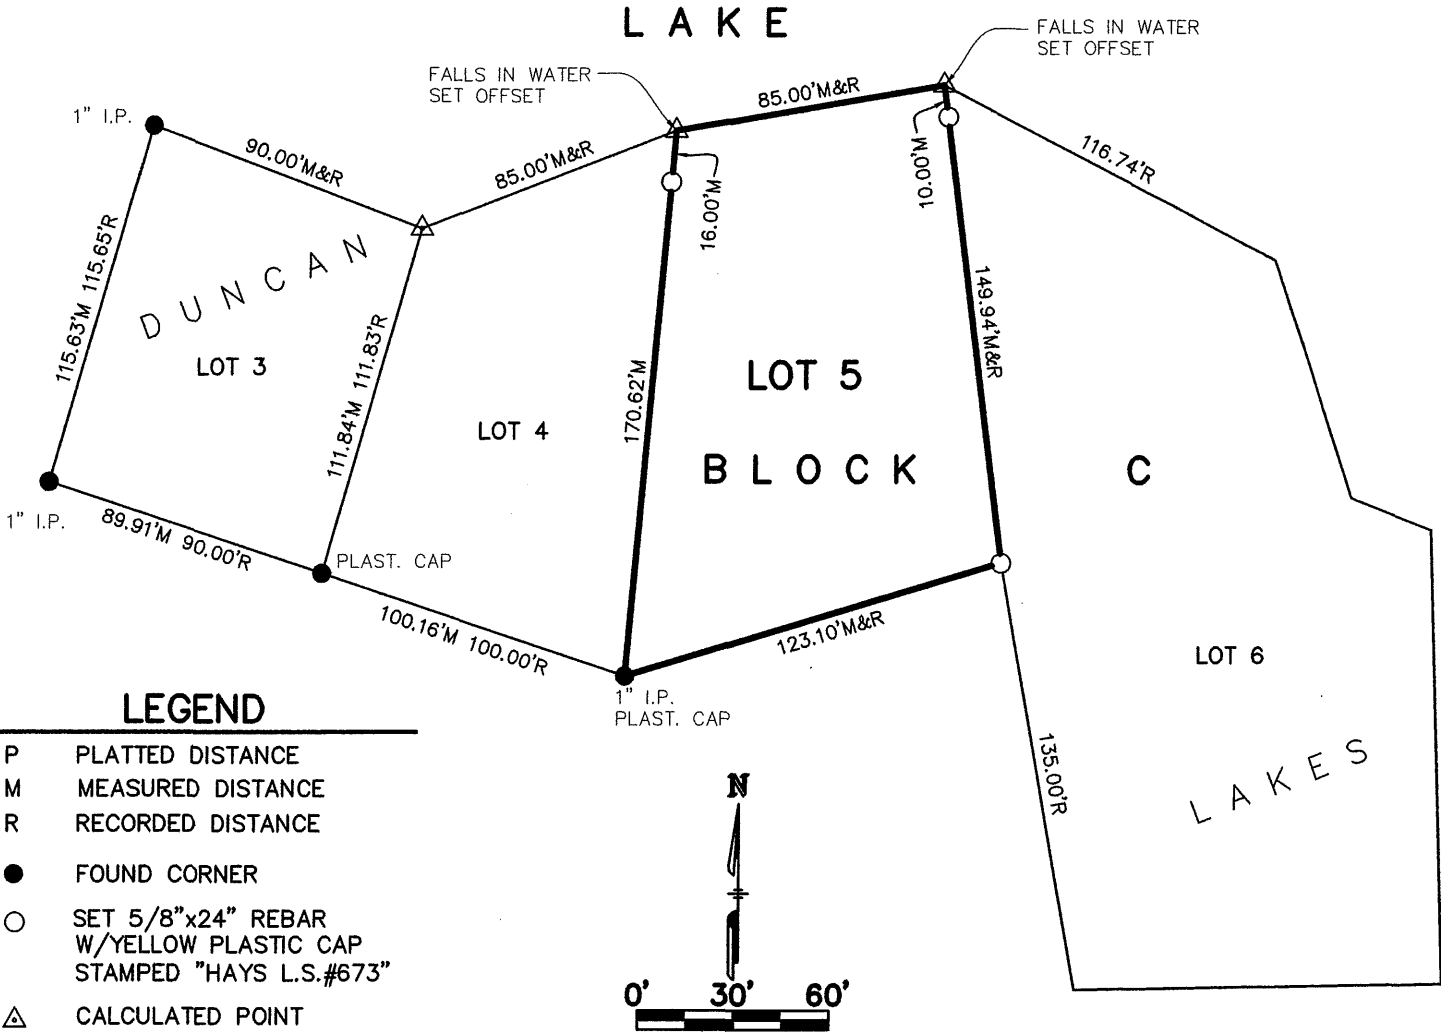 LAKE
FALLS IN WATER
SET OFFSET
FALLS IN WATER
SET OFFSET
1" I.P.
90.00'M&R
85.00'M&R
85.00'M&R
116.74'R
16.00'M
10.00'M
115.63'M 115.65'R
DUNCAN
LOT 3
111.84'M 111.83'R
LOT 4
170.62'M
LOT 5
149.94'M&R
BLOCK C
1" I.P.
89.91'M 90.00'R
PLAST. CAP
100.16'M 100.00'R
123.10'M&R
1" I.P.
PLAST. CAP
LOT 6
135.00'R
LAKES
LEGEND
P PLATTED DISTANCE
M MEASURED DISTANCE
R RECORDED DISTANCE
FOUND CORNER
SET 5/8"x24" REBAR
W/YELLOW PLASTIC CAP
STAMPED "HAYS L.S.#673"
CALCULATED POINT
N
0' 30' 60'